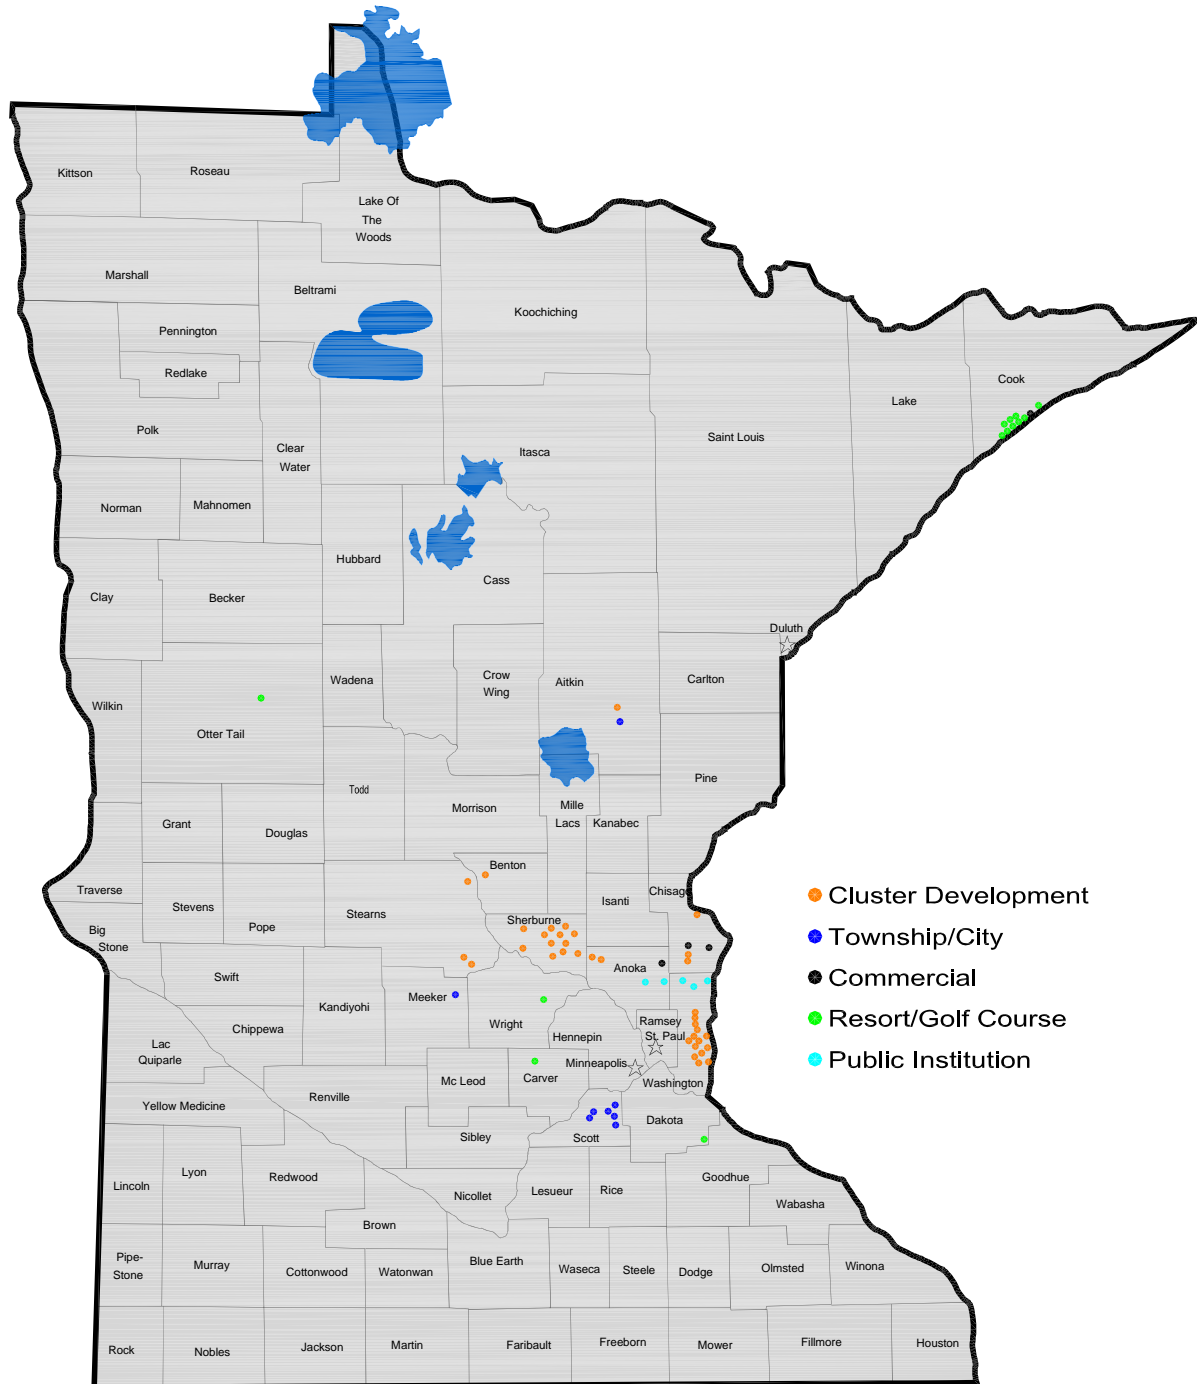 Kittson
Roseau
Lake Of
The
Woods
Marshall
Beltrami
Koochiching
Pennington
Redlake
Cook
Lake
Polk
Clear
Water
Itasca
Saint Louis
Norman
Mahnomen
Hubbard
Cass
Clay
Becker
Duluth
Wadena
Crow
Wing
Aitkin
Carlton
Wilkin
Otter Tail
Pine
Todd
Morrison
Mille
Lacs
Kanabec
Grant
Douglas
Benton
Traverse
Stevens
Stearns
Isanti
Chisago
Big
Stone
Pope
Sherburne
Swift
Anoka
Meeker
Kandiyohi
Wright
Chippewa
Hennepin
Ramsey
St. Paul
Lac
Quiparle
Minneapolis
Mc Leod
Carver
Washington
Yellow Medicine
Renville
Dakota
Sibley
Scott
Lincoln
Lyon
Redwood
Nicollet
Lesueur
Rice
Goodhue
Wabasha
Brown
Pipe-
Stone
Murray
Cottonwood
Watonwan
Blue Earth
Waseca
Steele
Dodge
Olmsted
Winona
Rock
Nobles
Jackson
Martin
Faribault
Freeborn
Mower
Fillmore
Houston
Cluster Development
Township/City
Commercial
Resort/Golf Course
Public Institution